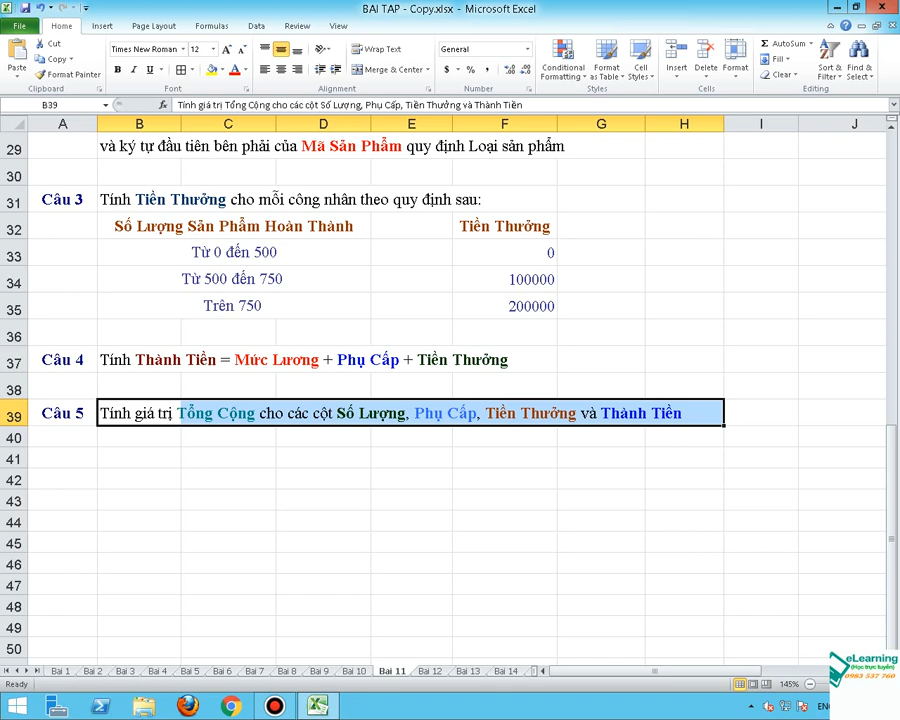 BAI TAP - Copy.xlsx - Microsoft Excel
File Home Insert Page Layout Formulas Data Review View
Paste Cut Copy Format Painter Clipboard
Times New Roman 12 A A B I U A Font
Wrap Text Merge & Center Alignment
General $ % , Number
Conditional Formatting Format as Table Cell Styles Styles
Insert Delete Format Cells
Σ AutoSum Fill Clear Sort & Filter Find & Select Editing
B39 fx Tính giá trị Tổng Cộng cho các cột Số Lượng, Phụ Cấp, Tiền Thưởng và Thành Tiền
A B C D E F G H I J
29 và ký tự đầu tiên bên phải của Mã Sản Phẩm quy định Loại sản phẩm
30
31 Câu 3 Tính Tiền Thưởng cho mỗi công nhân theo quy định sau:
32 Số Lượng Sản Phẩm Hoàn Thành Tiền Thưởng
33 Từ 0 đến 500 0
34 Từ 500 đến 750 100000
35 Trên 750 200000
36
37 Câu 4 Tính Thành Tiền = Mức Lương + Phụ Cấp + Tiền Thưởng
38
39 Câu 5 Tính giá trị Tổng Cộng cho các cột Số Lượng, Phụ Cấp, Tiền Thưởng và Thành Tiền
40
41
42
43
44
45
46
47
48
49
50
Bai 1 Bai 2 Bai 3 Bai 4 Bai 5 Bai 6 Bai 7 Bai 8 Bai 9 Bai 10 Bai 11 Bai 12 Bai 13 Bai 14
Ready 145%
eLearning
(Học trực tuyến)
0983 537 760